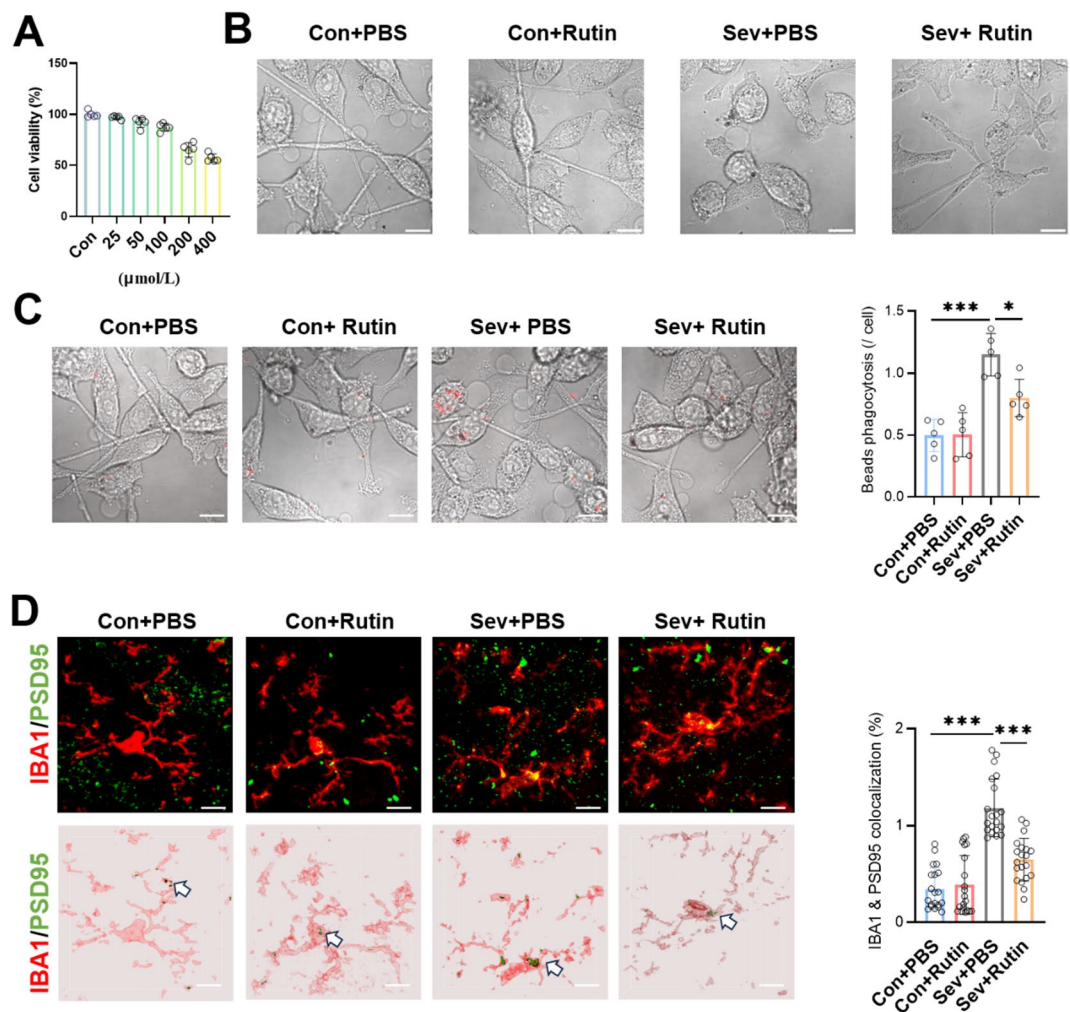 A
150
100
50
0
Cell viability (%)
Con
25
50
100
200
400
(μmol/L)
B
Con+PBS
Con+Rutin
Sev+PBS
Sev+ Rutin
C
Con+PBS
Con+ Rutin
Sev+ PBS
Sev+ Rutin
Beads phagocytosis (/ cell)
1.5
1.0
0.5
0.0
***
*
Con+PBS
Con+Rutin
Sev+PBS
Sev+Rutin
D
Con+PBS
Con+Rutin
Sev+PBS
Sev+ Rutin
IBA1/PSD95
IBA1/PSD95
IBA1 & PSD95 colocalization (%)
2
1
0
***
***
Con+PBS
Con+Rutin
Sev+PBS
Sev+Rutin